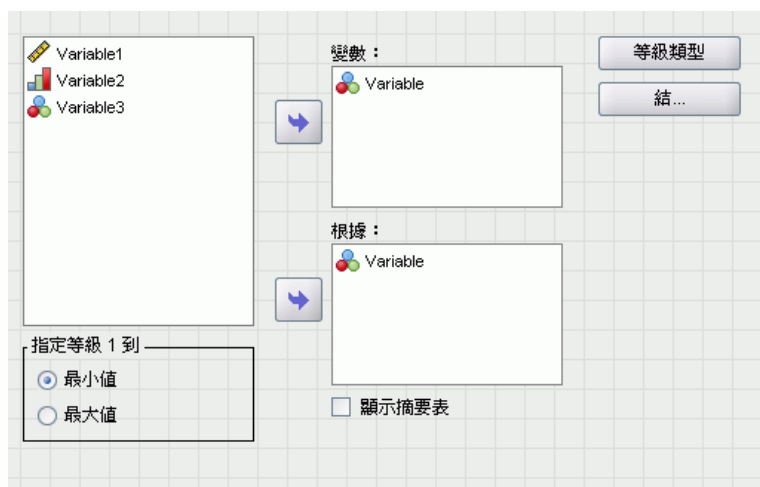 Variable1
Variable2
Variable3
變數：
Variable
根據：
Variable
等級類型
結...
指定等級 1 到
最小值
最大值
顯示摘要表